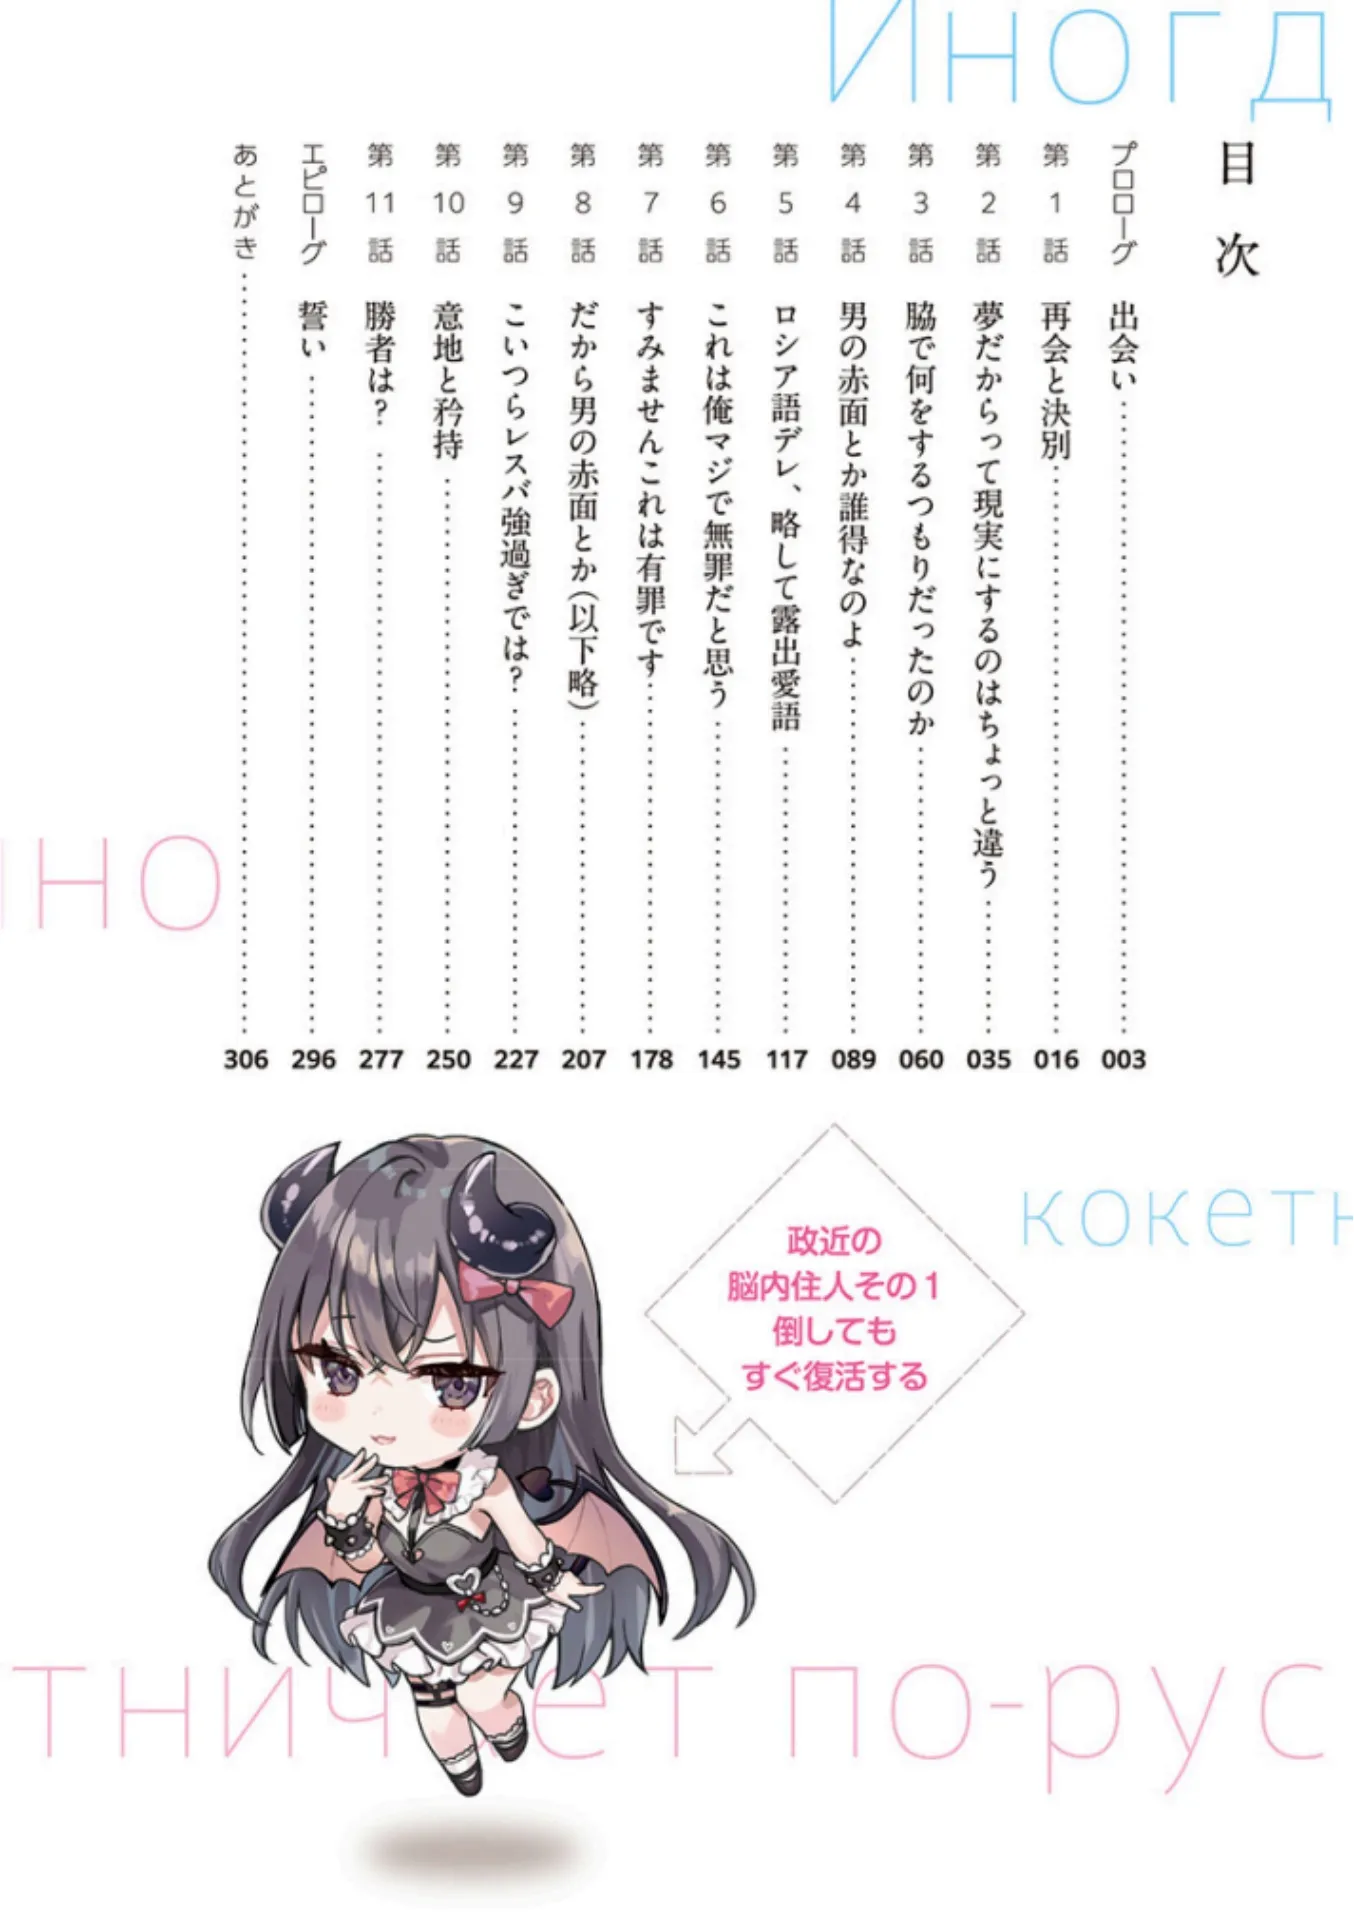 Иногд
目次
プロローグ 出会い 003
第1話 再会と決別 016
第2話 夢だからって現実にするのはちょっと違う 035
第3話 脇で何をするつもりだったのか 060
第4話 男の赤面とか誰得なのよ 089
第5話 ロシア語デレ、略して露出愛語 117
第6話 これは俺マジで無罪だと思う 145
第7話 すみませんこれは有罪です 178
第8話 だから男の赤面とか(以下略) 207
第9話 こいつらレスバ強過ぎでは? 227
第10話 意地と矜持 250
第11話 勝者は? 277
エピローグ 誓い 296
あとがき 306
но
кокетн
政近の
脳内住人その1
倒しても
すぐ復活する
тничает по-рус